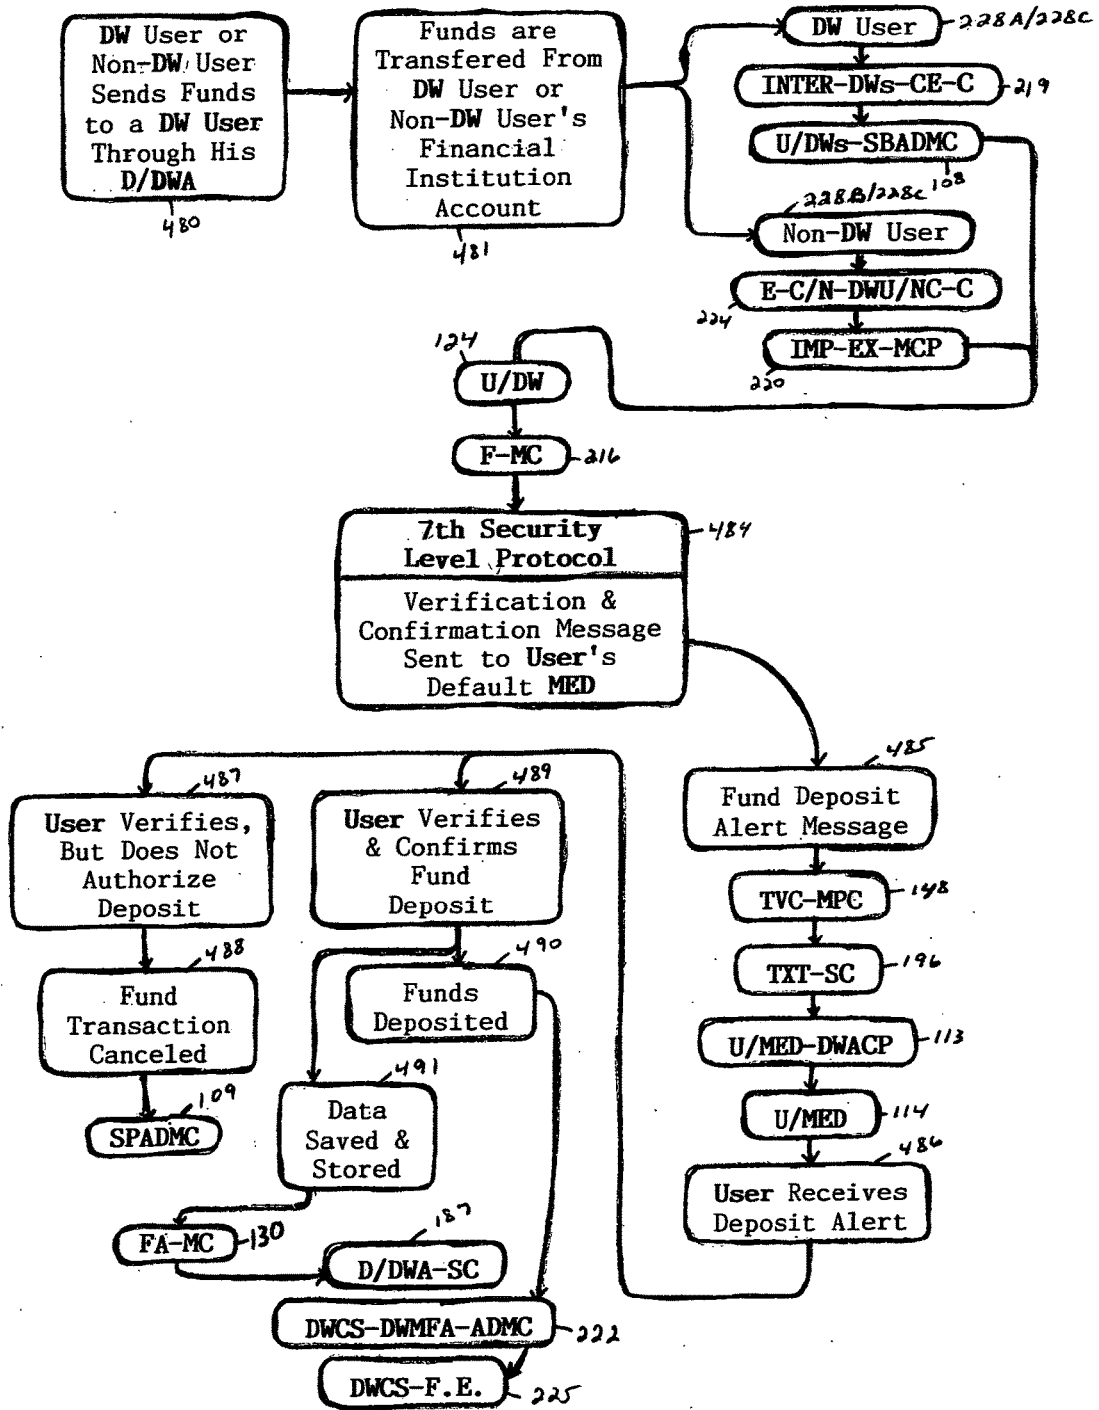 DW User or
Non-DW User
Sends Funds
to a DW User
Through His
D/DWA
480
Funds are
Transfered From
DW User or
Non-DW User's
Financial
Institution
Account
481
DW User
228A/228C
INTER-DWs-CE-C
219
U/DWs-SBADMC
108
228B/228C
Non-DW User
E-C/N-DWU/NC-C
224
IMP-EX-MCP
220
124
U/DW
F-MC
216
7th Security
Level Protocol
484
Verification &
Confirmation Message
Sent to User's
Default MED
485
Fund Deposit
Alert Message
TVC-MPC
148
TXT-SC
196
U/MED-DWACP
113
U/MED
114
486
User Receives
Deposit Alert
487
User Verifies,
But Does Not
Authorize
Deposit
488
Fund
Transaction
Canceled
109
SPADMC
489
User Verifies
& Confirms
Fund
Deposit
490
Funds
Deposited
491
Data
Saved &
Stored
FA-MC
130
187
D/DWA-SC
DWCS-DWMFA-ADMC
222
DWCS-F.E.
225